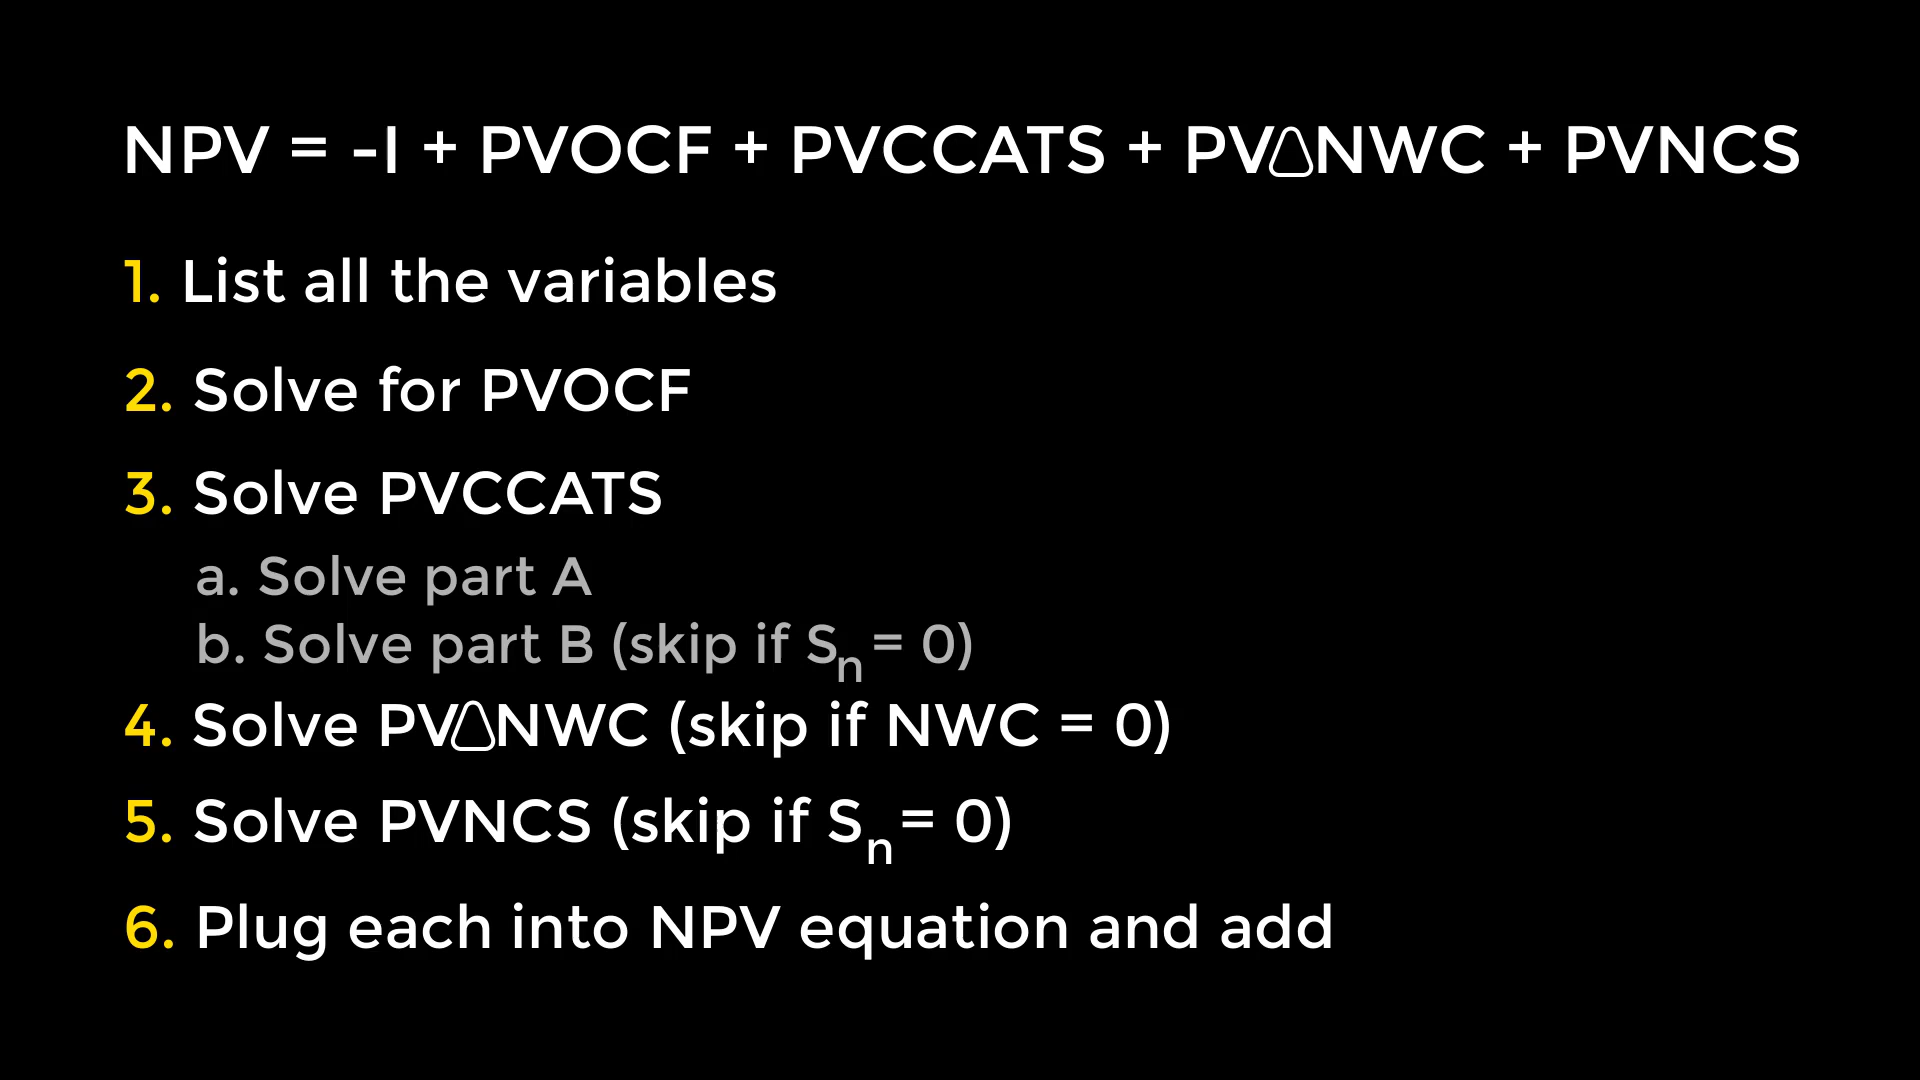 NPV = -I + PVOCF + PVCCATS + PV△NWC + PVNCS
1. List all the variables
2. Solve for PVOCF
3. Solve PVCCATS
a. Solve part A
b. Solve part B (skip if Sn = 0)
4. Solve PV△NWC (skip if NWC = 0)
5. Solve PVNCS (skip if Sn = 0)
6. Plug each into NPV equation and add